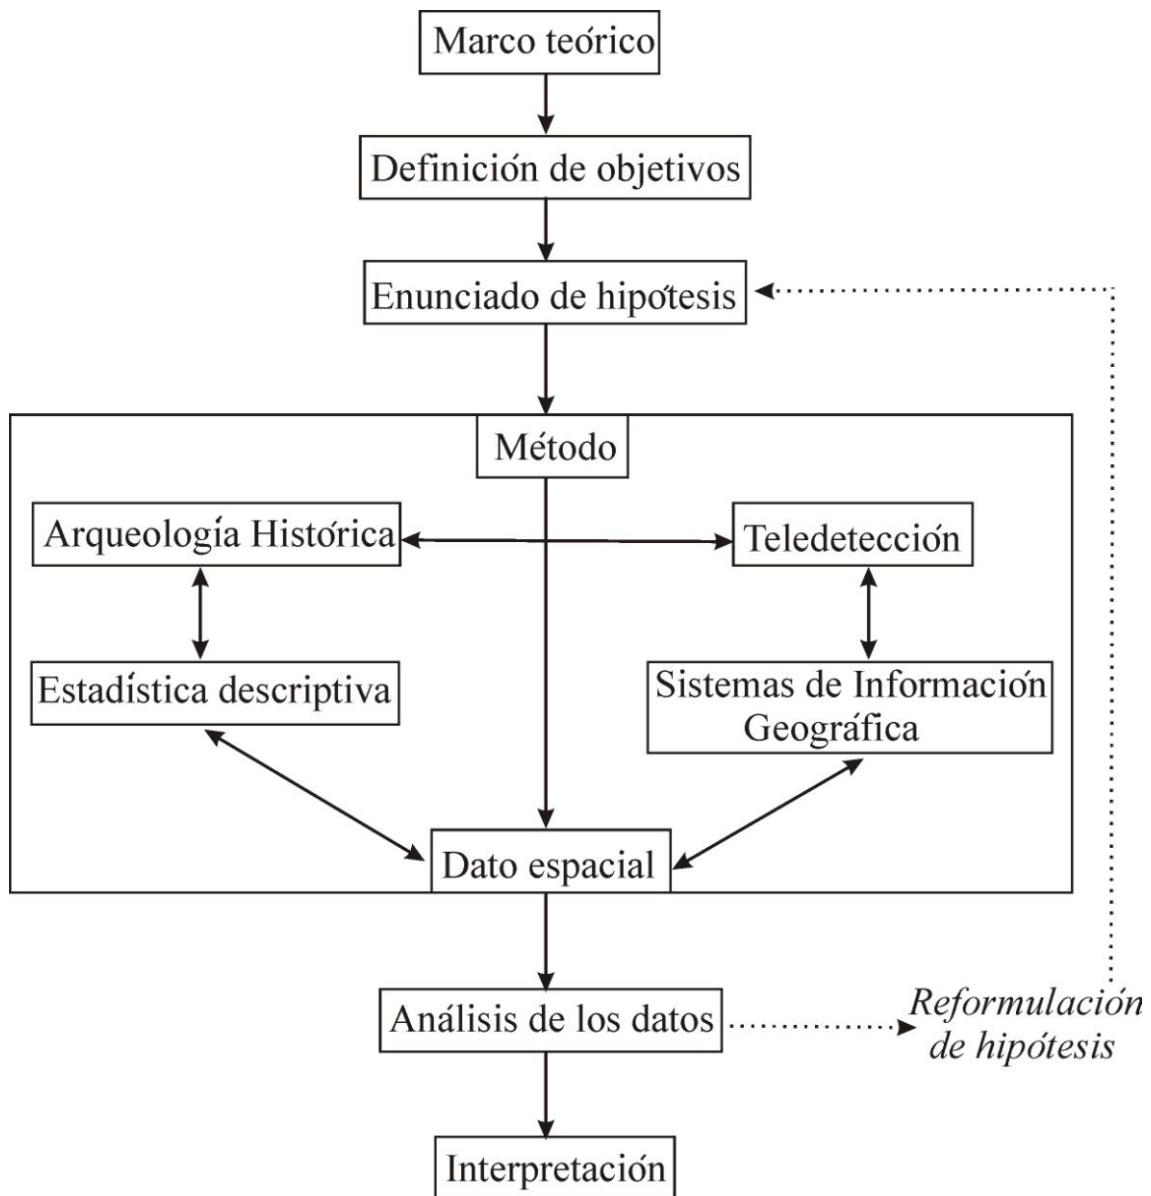 Marco teórico
Definición de objetivos
Enunciado de hipótesis
Método
Arqueología Histórica
Teledetección
Estadística descriptiva
Sistemas de Información
Geográfica
Dato espacial
Análisis de los datos
Reformulación
de hipótesis
Interpretación